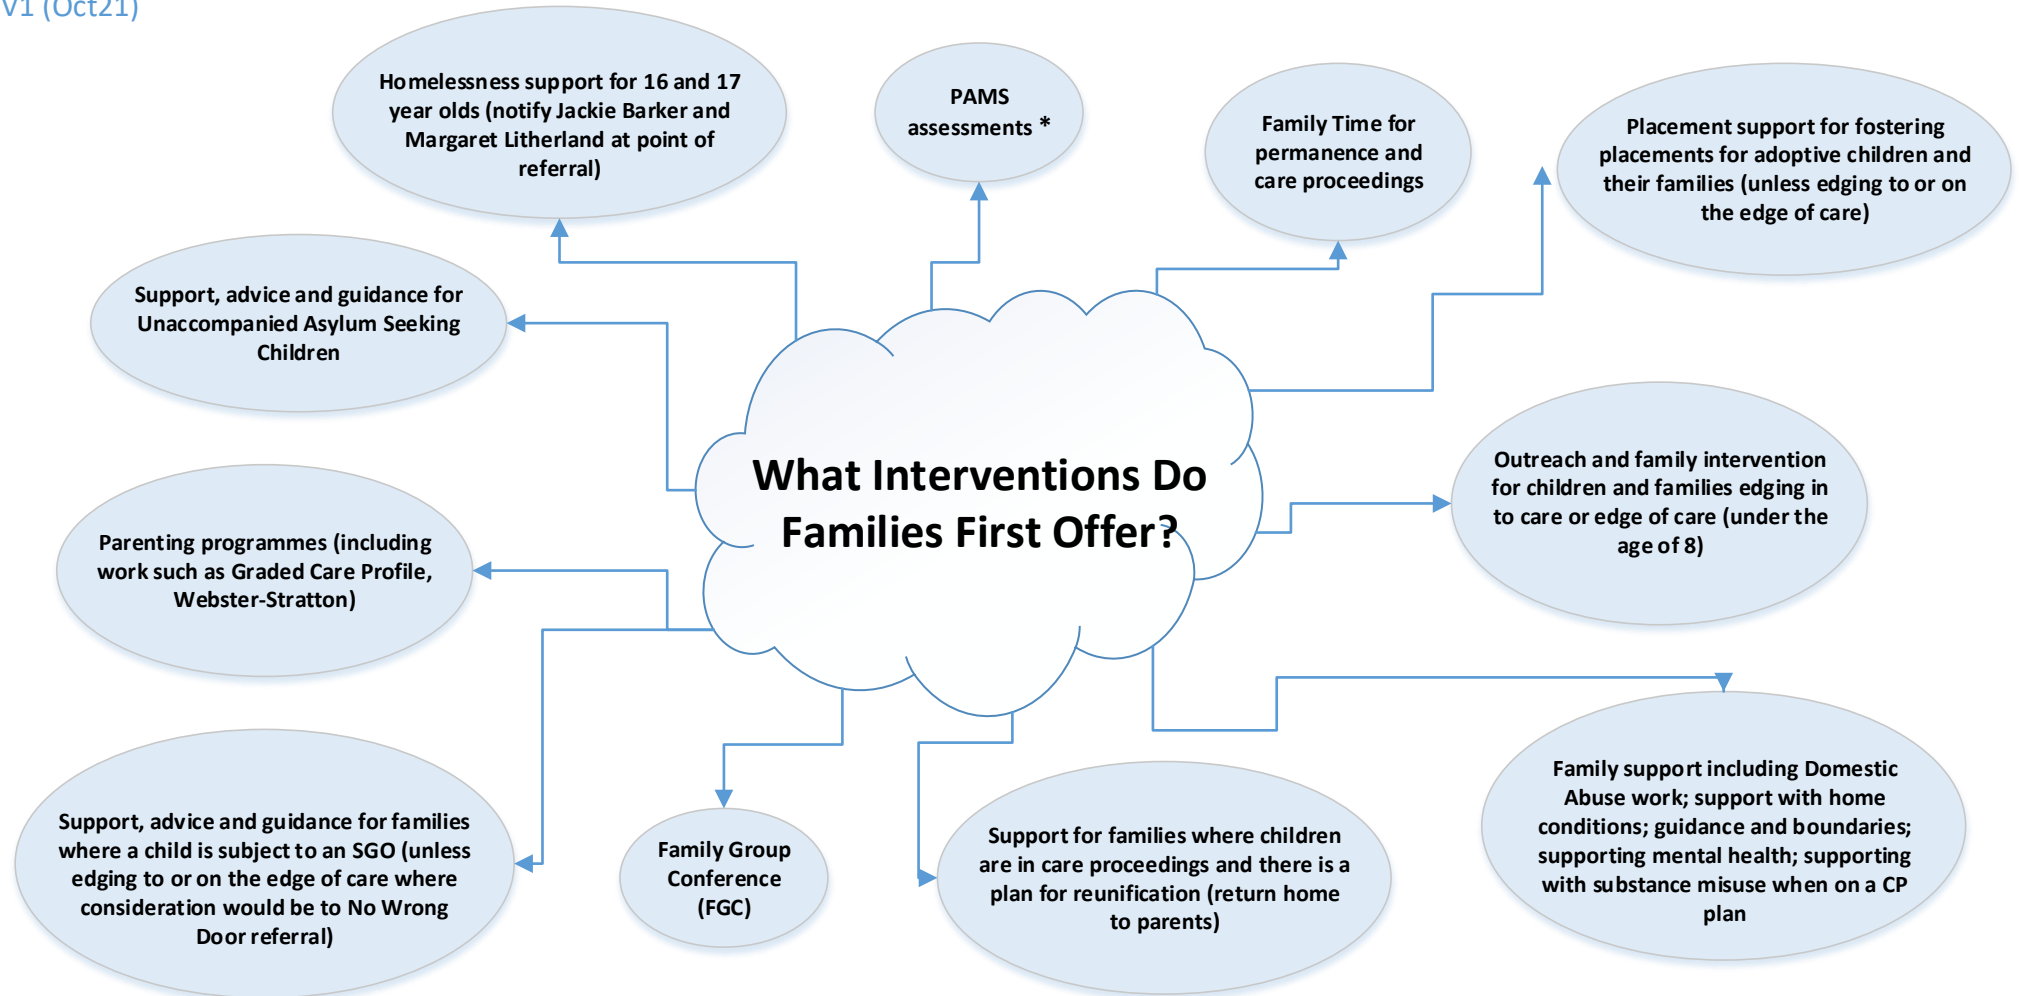 V1 (Oct21)
Homelessness support for 16 and 17
year olds (notify Jackie Barker and
Margaret Litherland at point of
referral)
PAMS
assessments *
Family Time for
permanence and
care proceedings
Placement support for fostering
placements for adoptive children and
their families (unless edging to or on
the edge of care)
Support, advice and guidance for
Unaccompanied Asylum Seeking
Children
What Interventions Do
Families First Offer?
Outreach and family intervention
for children and families edging in
to care or edge of care (under the
age of 8)
Parenting programmes (including
work such as Graded Care Profile,
Webster-Stratton)
Support, advice and guidance for families
where a child is subject to an SGO (unless
edging to or on the edge of care where
consideration would be to No Wrong
Door referral)
Family Group
Conference
(FGC)
Support for families where children
are in care proceedings and there is a
plan for reunification (return home
to parents)
Family support including Domestic
Abuse work; support with home
conditions; guidance and boundaries;
supporting mental health; supporting
with substance misuse when on a CP
plan